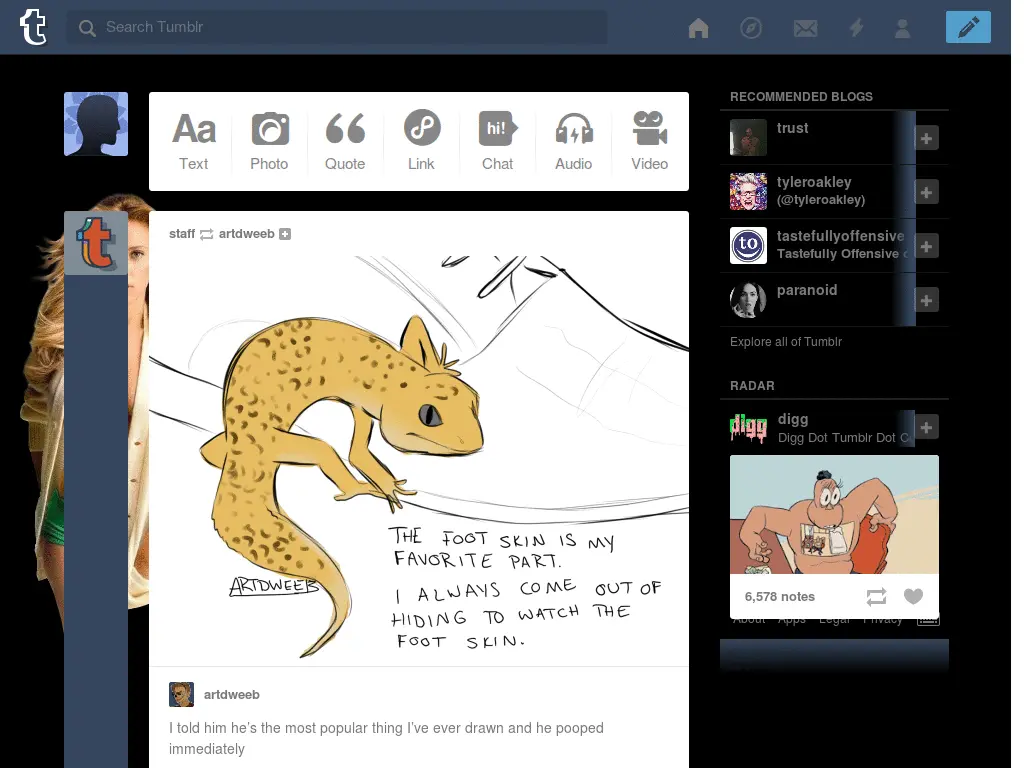 Search Tumblr
Aa
Text
Photo
Quote
Link
hi!
Chat
Audio
Video
staff artdweeb
THE FOOT SKIN IS MY
FAVORITE PART.
I ALWAYS COME OUT OF
HIDING TO WATCH THE
FOOT SKIN.
ARTDWEEB
artdweeb
I told him he's the most popular thing I've ever drawn and he pooped
immediately
RECOMMENDED BLOGS
trust
tyleroakley
(@tyleroakley)
to
tastefullyoffensive
Tastefully Offensive
paranoid
Explore all of Tumblr
RADAR
digg
digg
Digg Dot Tumblr Dot
6,578 notes
About Apps Legal Privacy